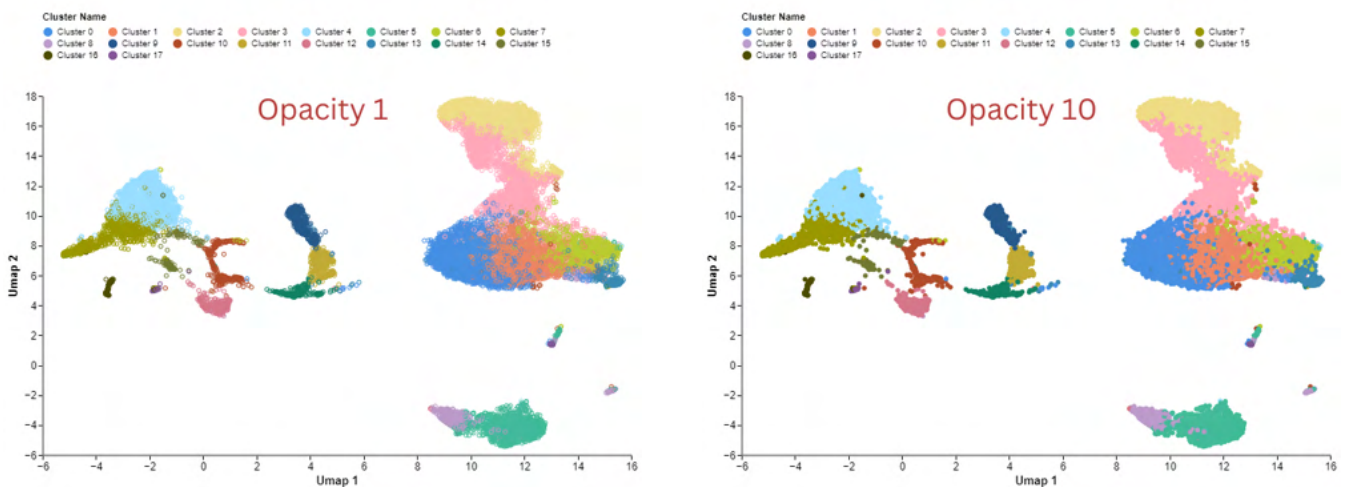 Cluster Name
Cluster 0 Cluster 1 Cluster 2 Cluster 3 Cluster 4 Cluster 5 Cluster 6 Cluster 7
Cluster 8 Cluster 9 Cluster 10 Cluster 11 Cluster 12 Cluster 13 Cluster 14 Cluster 15
Cluster 16 Cluster 17
Opacity 1
18
16
14
12
10
8
6
4
2
0
−2
−4
−6
Umap 2
−6 −4 −2 0 2 4 6 8 10 12 14 16
Umap 1
Cluster Name
Cluster 0 Cluster 1 Cluster 2 Cluster 3 Cluster 4 Cluster 5 Cluster 6 Cluster 7
Cluster 8 Cluster 9 Cluster 10 Cluster 11 Cluster 12 Cluster 13 Cluster 14 Cluster 15
Cluster 16 Cluster 17
Opacity 10
18
16
14
12
10
8
6
4
2
0
−2
−4
−6
Umap 2
−6 −4 −2 0 2 4 6 8 10 12 14 16
Umap 1